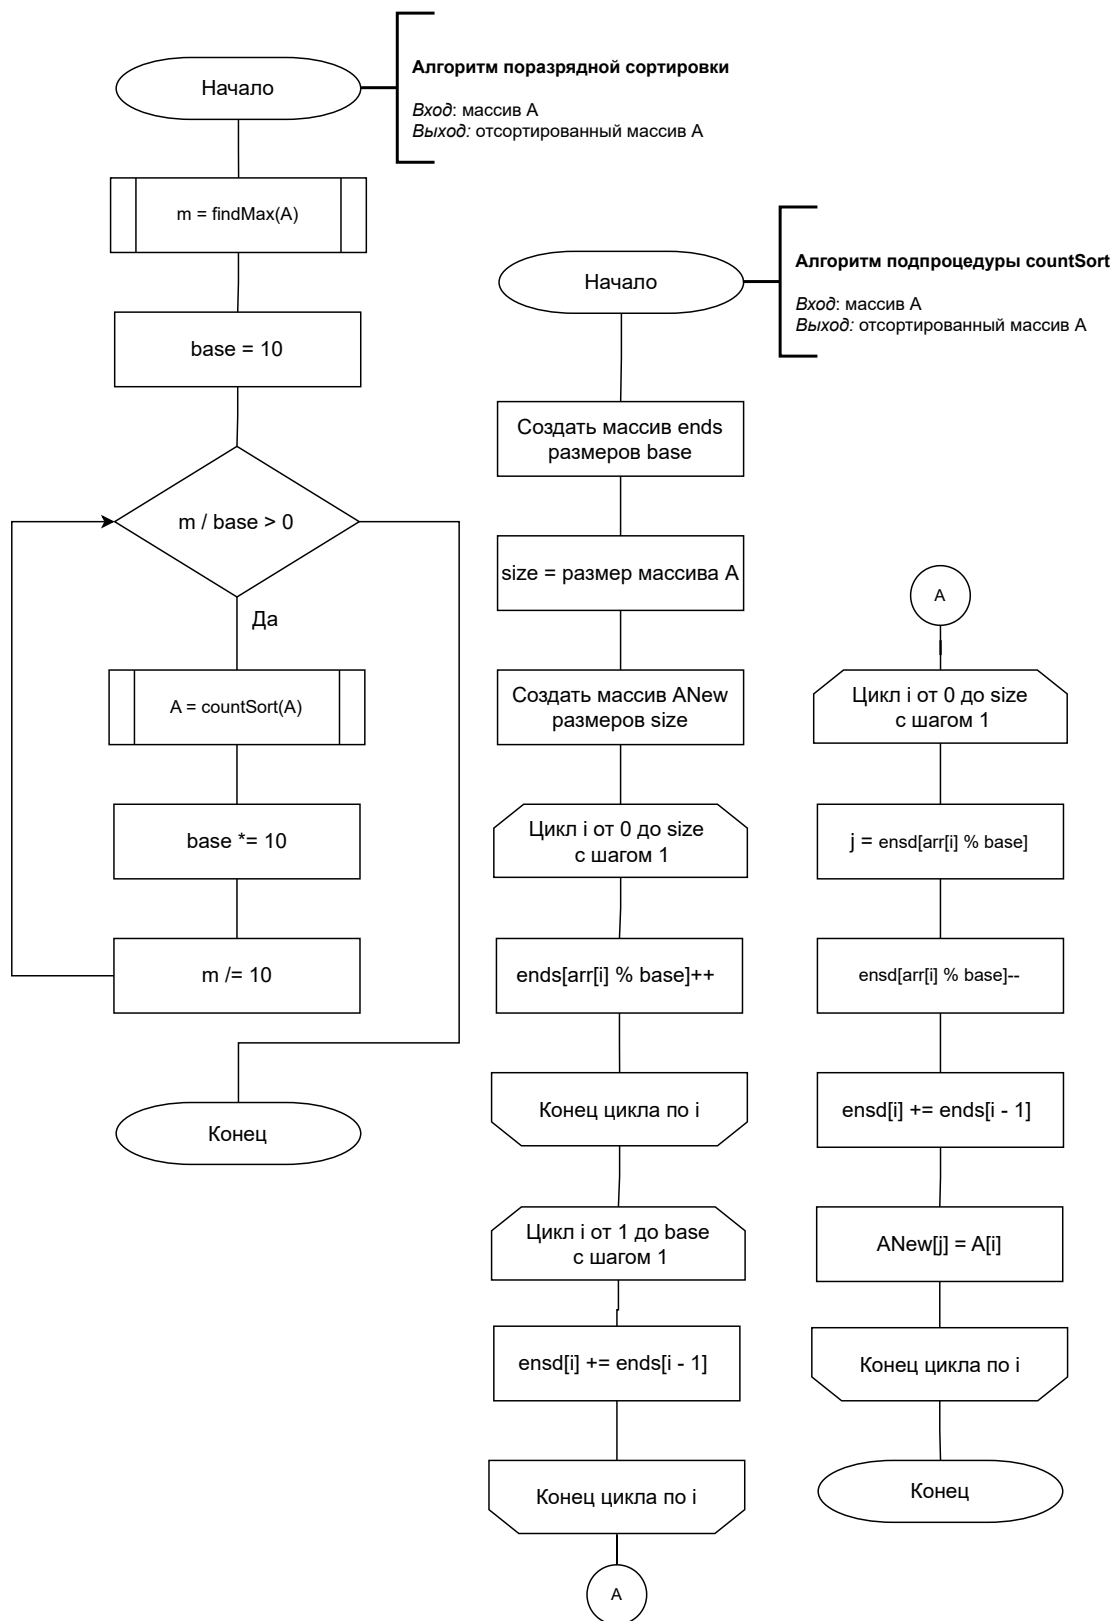 Начало
Алгоритм поразрядной сортировки
Вход: массив A
Выход: отсортированный массив A
m = findMax(A)
base = 10
m / base > 0
Да
A = countSort(A)
base *= 10
m /= 10
Конец
Начало
Алгоритм подпроцедуры countSort
Вход: массив A
Выход: отсортированный массив A
Создать массив ends
размеров base
size = размер массива A
Создать массив ANew
размеров size
Цикл i от 0 до size
с шагом 1
ends[arr[i] % base]++
Конец цикла по i
Цикл i от 1 до base
с шагом 1
ensd[i] += ends[i - 1]
Конец цикла по i
A
A
Цикл i от 0 до size
с шагом 1
j = ensd[arr[i] % base]
ensd[arr[i] % base]--
ensd[i] += ends[i - 1]
ANew[j] = A[i]
Конец цикла по i
Конец